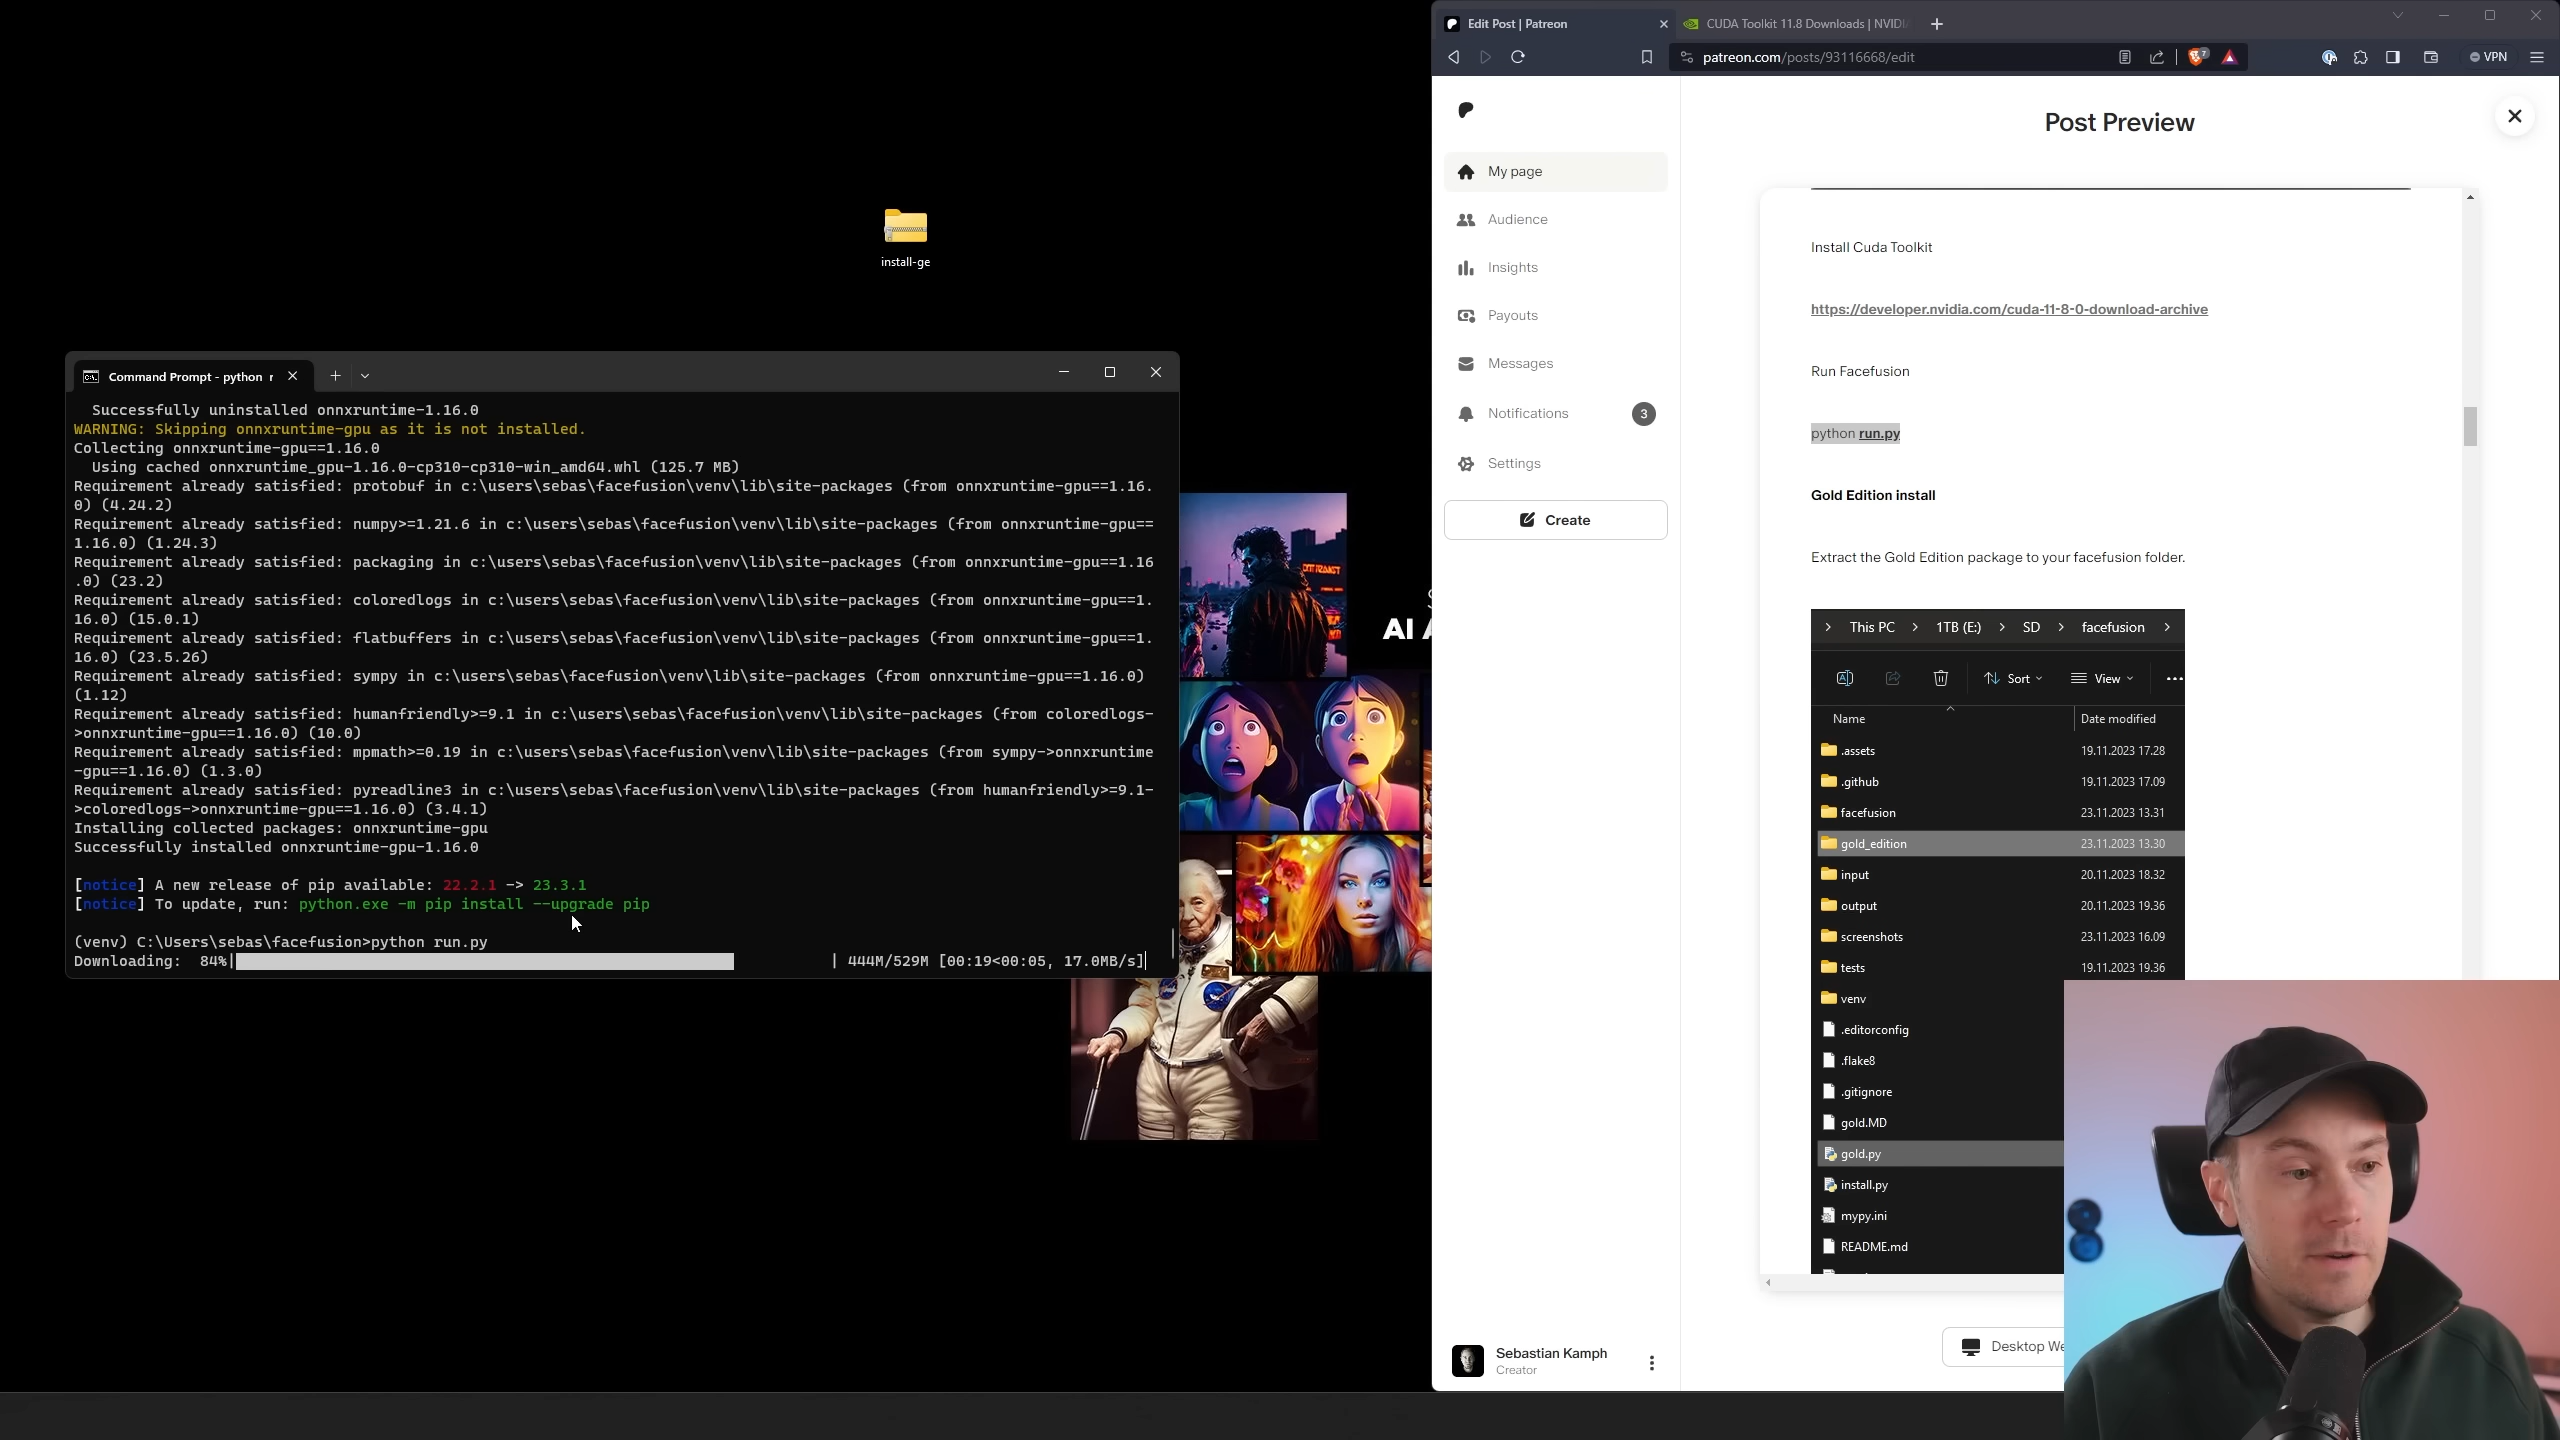 install-ge
Command Prompt - python r
Successfully uninstalled onnxruntime-1.16.0
WARNING: Skipping onnxruntime-gpu as it is not installed.
Collecting onnxruntime-gpu==1.16.0
Using cached onnxruntime_gpu-1.16.0-cp310-cp310-win_amd64.whl (125.7 MB)
Requirement already satisfied: protobuf in c:\users\sebas\facefusion\venv\lib\site-packages (from onnxruntime-gpu==1.16.
0) (4.24.2)
Requirement already satisfied: numpy>=1.21.6 in c:\users\sebas\facefusion\venv\lib\site-packages (from onnxruntime-gpu==
1.16.0) (1.24.3)
Requirement already satisfied: packaging in c:\users\sebas\facefusion\venv\lib\site-packages (from onnxruntime-gpu==1.16
.0) (23.2)
Requirement already satisfied: coloredlogs in c:\users\sebas\facefusion\venv\lib\site-packages (from onnxruntime-gpu==1.
16.0) (15.0.1)
Requirement already satisfied: flatbuffers in c:\users\sebas\facefusion\venv\lib\site-packages (from onnxruntime-gpu==1.
16.0) (23.5.26)
Requirement already satisfied: sympy in c:\users\sebas\facefusion\venv\lib\site-packages (from onnxruntime-gpu==1.16.0)
(1.12)
Requirement already satisfied: humanfriendly>=9.1 in c:\users\sebas\facefusion\venv\lib\site-packages (from coloredlogs-
>onnxruntime-gpu==1.16.0) (10.0)
Requirement already satisfied: mpmath>=0.19 in c:\users\sebas\facefusion\venv\lib\site-packages (from sympy->onnxruntime
-gpu==1.16.0) (1.3.0)
Requirement already satisfied: pyreadline3 in c:\users\sebas\facefusion\venv\lib\site-packages (from humanfriendly>=9.1-
>coloredlogs->onnxruntime-gpu==1.16.0) (3.4.1)
Installing collected packages: onnxruntime-gpu
Successfully installed onnxruntime-gpu-1.16.0
[notice] A new release of pip available: 22.2.1 -> 23.3.1
[notice] To update, run: python.exe -m pip install --upgrade pip
(venv) C:\Users\sebas\facefusion>python run.py
Downloading: 84%| | 444M/529M [00:19<00:05, 17.0MB/s]
AI
Edit Post | Patreon
CUDA Toolkit 11.8 Downloads | NVIDI
patreon.com/posts/93116668/edit
7
VPN
My page
Audience
Insights
Payouts
Messages
Notifications 3
Settings
Create
Sebastian Kamph
Creator
Post Preview
Install Cuda Toolkit
https://developer.nvidia.com/cuda-11-8-0-download-archive
Run Facefusion
python run.py
Gold Edition install
Extract the Gold Edition package to your facefusion folder.
This PC > 1TB (E:) > SD > facefusion >
Sort View ...
Name Date modified
.assets 19.11.2023 17.28
.github 19.11.2023 17.09
facefusion 23.11.2023 13.31
gold_edition 23.11.2023 13.30
input 20.11.2023 18.32
output 20.11.2023 19.36
screenshots 23.11.2023 16.09
tests 19.11.2023 19.36
venv
.editorconfig
.flake8
.gitignore
gold.MD
gold.py
install.py
mypy.ini
README.md
Desktop We